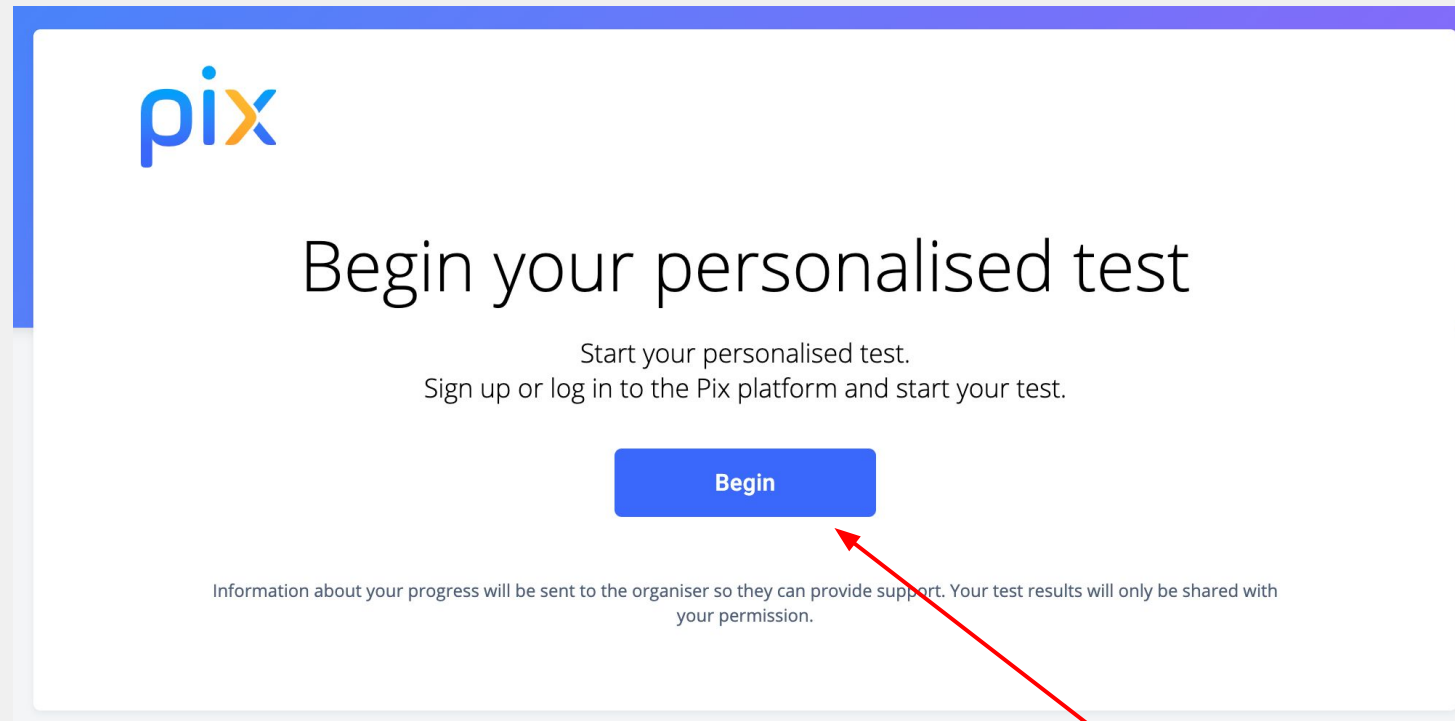 pix
Begin your personalised test
Start your personalised test.
Sign up or log in to the Pix platform and start your test.
Begin
Information about your progress will be sent to the organiser so they can provide support. Your test results will only be shared with
your permission.